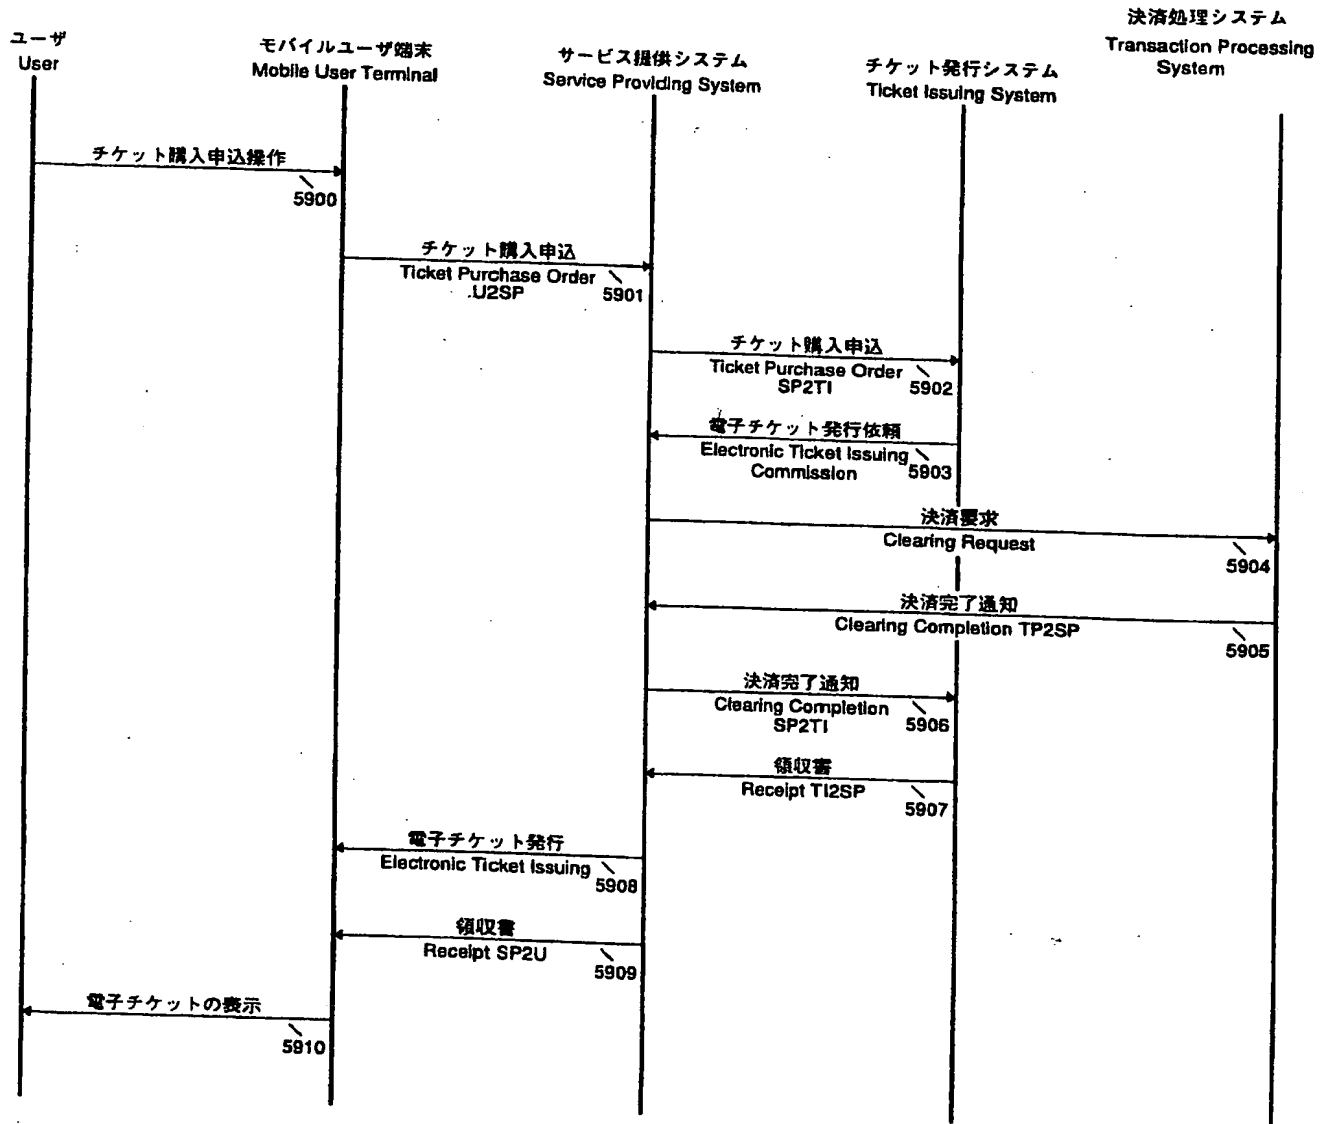 ユーザ
User
モバイルユーザ端末
Mobile User Terminal
サービス提供システム
Service Providing System
チケット発行システム
Ticket Issuing System
決済処理システム
Transaction Processing
System
チケット購入申込操作
5900
チケット購入申込
Ticket Purchase Order
U2SP
5901
チケット購入申込
Ticket Purchase Order
SP2TI
5902
電子チケット発行依頼
Electronic Ticket Issuing
Commission
5903
決済要求
Clearing Request
5904
決済完了通知
Clearing Completion TP2SP
5905
決済完了通知
Clearing Completion
SP2TI
5906
領収書
Receipt TI2SP
5907
電子チケット発行
Electronic Ticket Issuing
5908
領収書
Receipt SP2U
5909
電子チケットの表示
5910